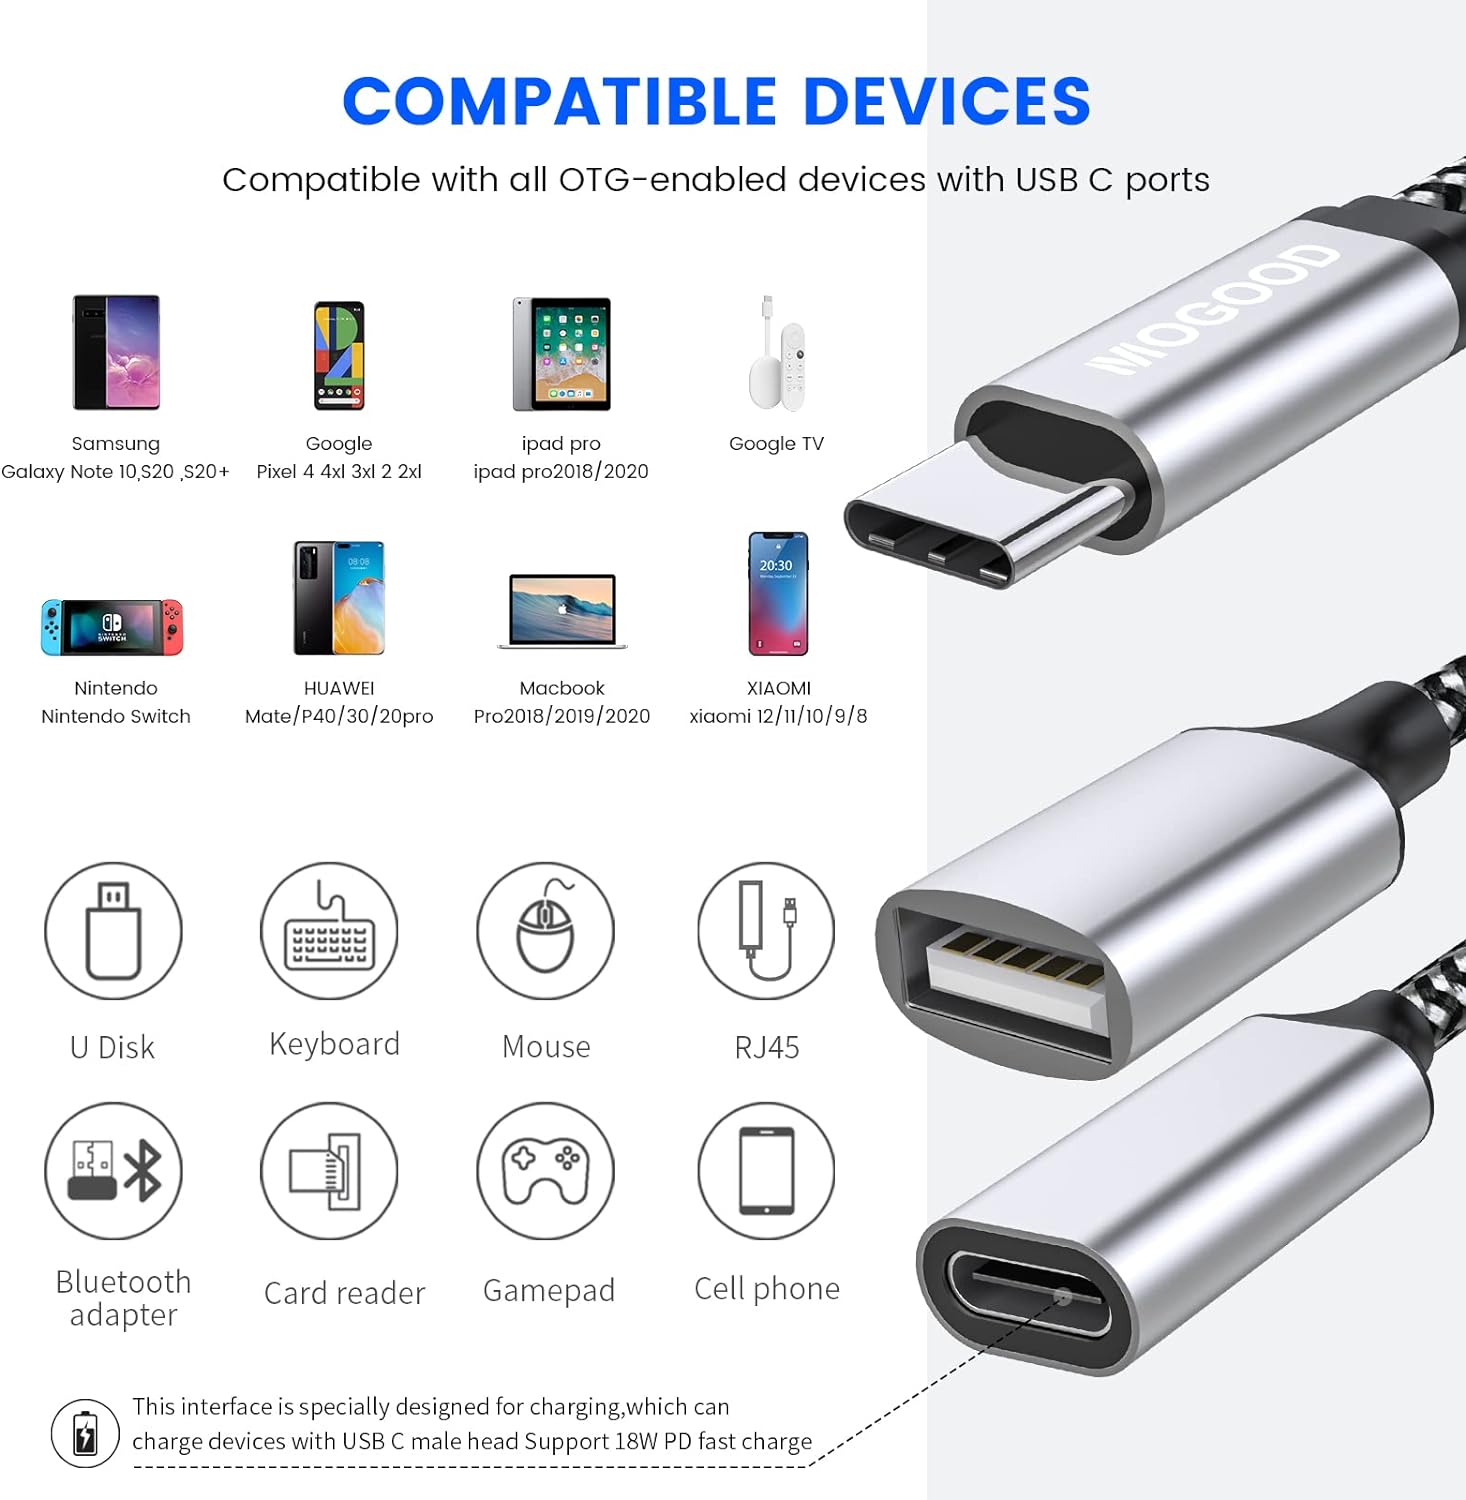 COMPATIBLE DEVICES
Compatible with all OTG-enabled devices with USB C ports
MOGOOD
Samsung
Galaxy Note 10,S20 ,S20+
Google
Pixel 4 4xl 3xl 2 2xl
ipad pro
ipad pro2018/2020
Google TV
NINTENDO
SWITCH
08:08
20:30
Nintendo
Nintendo Switch
HUAWEI
Mate/P40/30/20pro
Macbook
Pro2018/2019/2020
XIAOMI
xiaomi 12/11/10/9/8
U Disk
Keyboard
Mouse
RJ45
Bluetooth
adapter
Card reader
Gamepad
Cell phone
This interface is specially designed for charging,which can
charge devices with USB C male head Support 18W PD fast charge